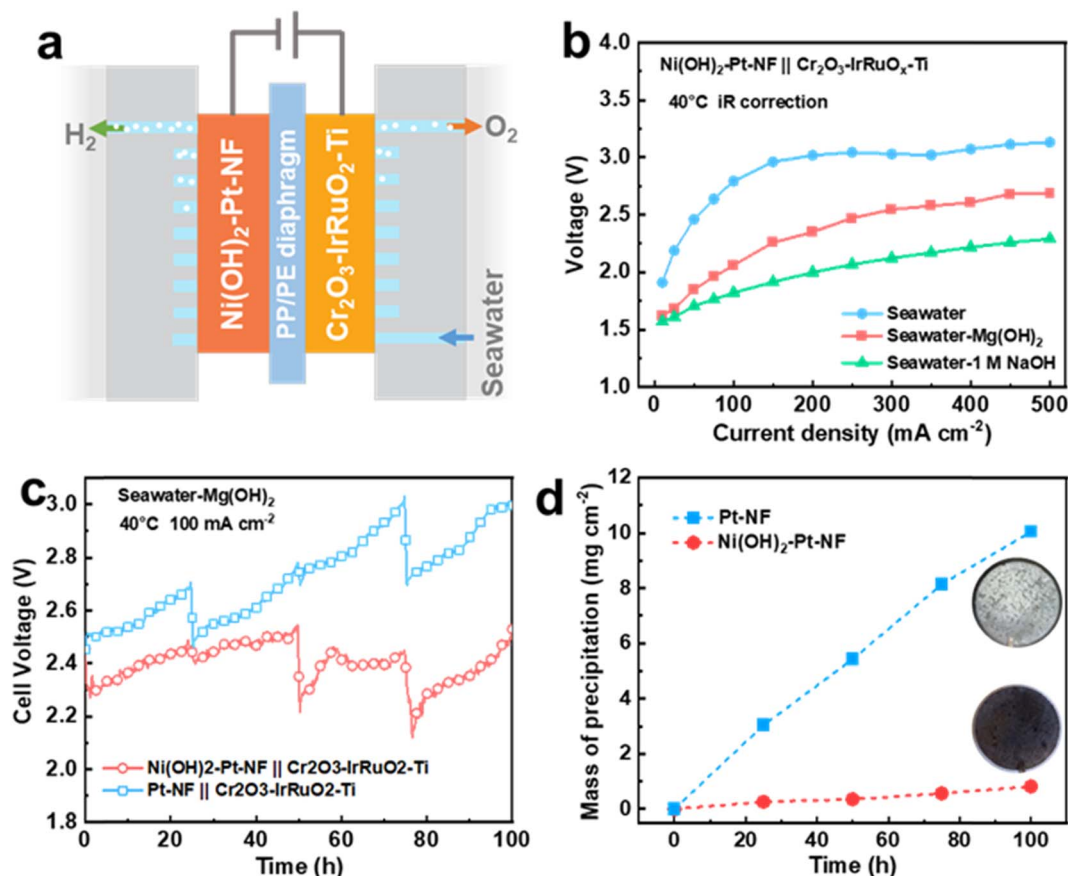 a
H₂
O₂
Ni(OH)₂-Pt-NF
PP/PE diaphragm
Cr₂O₃-IrRuO₂-Ti
Seawater
b
4.0
3.5
3.0
2.5
2.0
1.5
1.0
Voltage (V)
Ni(OH)₂-Pt-NF || Cr₂O₃-IrRuOₓ-Ti
40°C iR correction
Seawater
Seawater-Mg(OH)₂
Seawater-1 M NaOH
0 100 200 300 400 500
Current density (mA cm⁻²)
c
3.0
2.8
2.6
2.4
2.2
2.0
1.8
Cell Voltage (V)
Seawater-Mg(OH)₂
40°C 100 mA cm⁻²
Ni(OH)2-Pt-NF || Cr2O3-IrRuO2-Ti
Pt-NF || Cr2O3-IrRuO2-Ti
0 20 40 60 80 100
Time (h)
d
12
10
8
6
4
2
0
Mass of precipitation (mg cm⁻²)
Pt-NF
Ni(OH)₂-Pt-NF
0 20 40 60 80 100
Time (h)